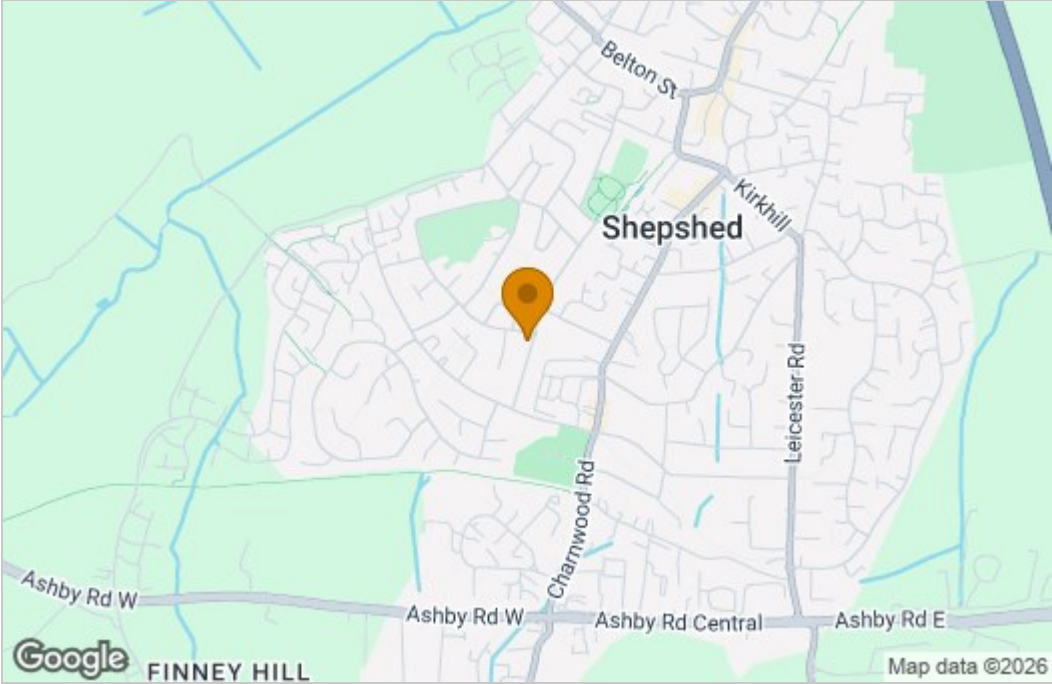 Belton St
Kirkhill
Shepshed
Leicester Rd
Charnwood Rd
Ashby Rd W
Ashby Rd W
Ashby Rd Central
Ashby Rd E
Google
FINNEY HILL
Map data ©2026